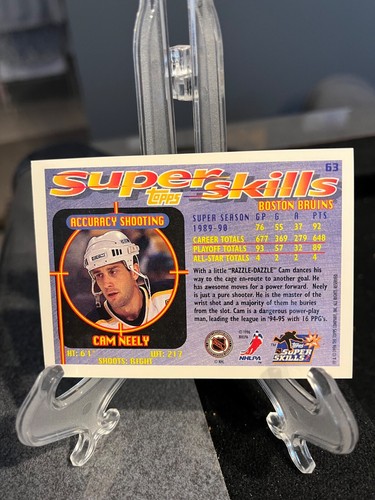 63
Super skills
TOPPS
BOSTON BRUINS
ACCURACY SHOOTING
CAM NEELY
HT: 6'1" WT: 217
SHOOTS: RIGHT
SUPER SEASON GP G A PTS
1989-90 76 55 37 92
CAREER TOTALS 677 369 279 648
PLAYOFF TOTALS 93 57 32 89
ALL-STAR TOTALS 4 2 2 4
With a little "RAZZLE-DAZZLE" Cam dances his
way to the cage en-route to another goal. He
has awesome moves for a power forward. Neely
is just a pure shooter. He is the master of the
wrist shot and a majority of them he buries
from the slot. Cam is a dangerous power-play
man, leading the league in '94-95 with 16 PPG's.
© NHL
© 1996
NHLPA
NHLPA
Topps
SUPER
SKILLS